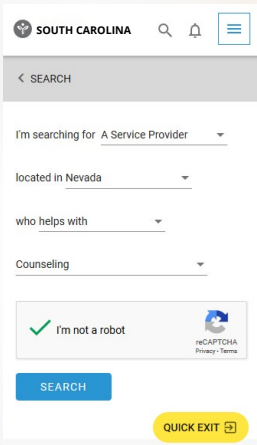 SOUTH CAROLINA
< SEARCH
I'm searching for A Service Provider
located in Nevada
who helps with
Counseling
I'm not a robot
reCAPTCHA
Privacy - Terms
SEARCH
QUICK EXIT